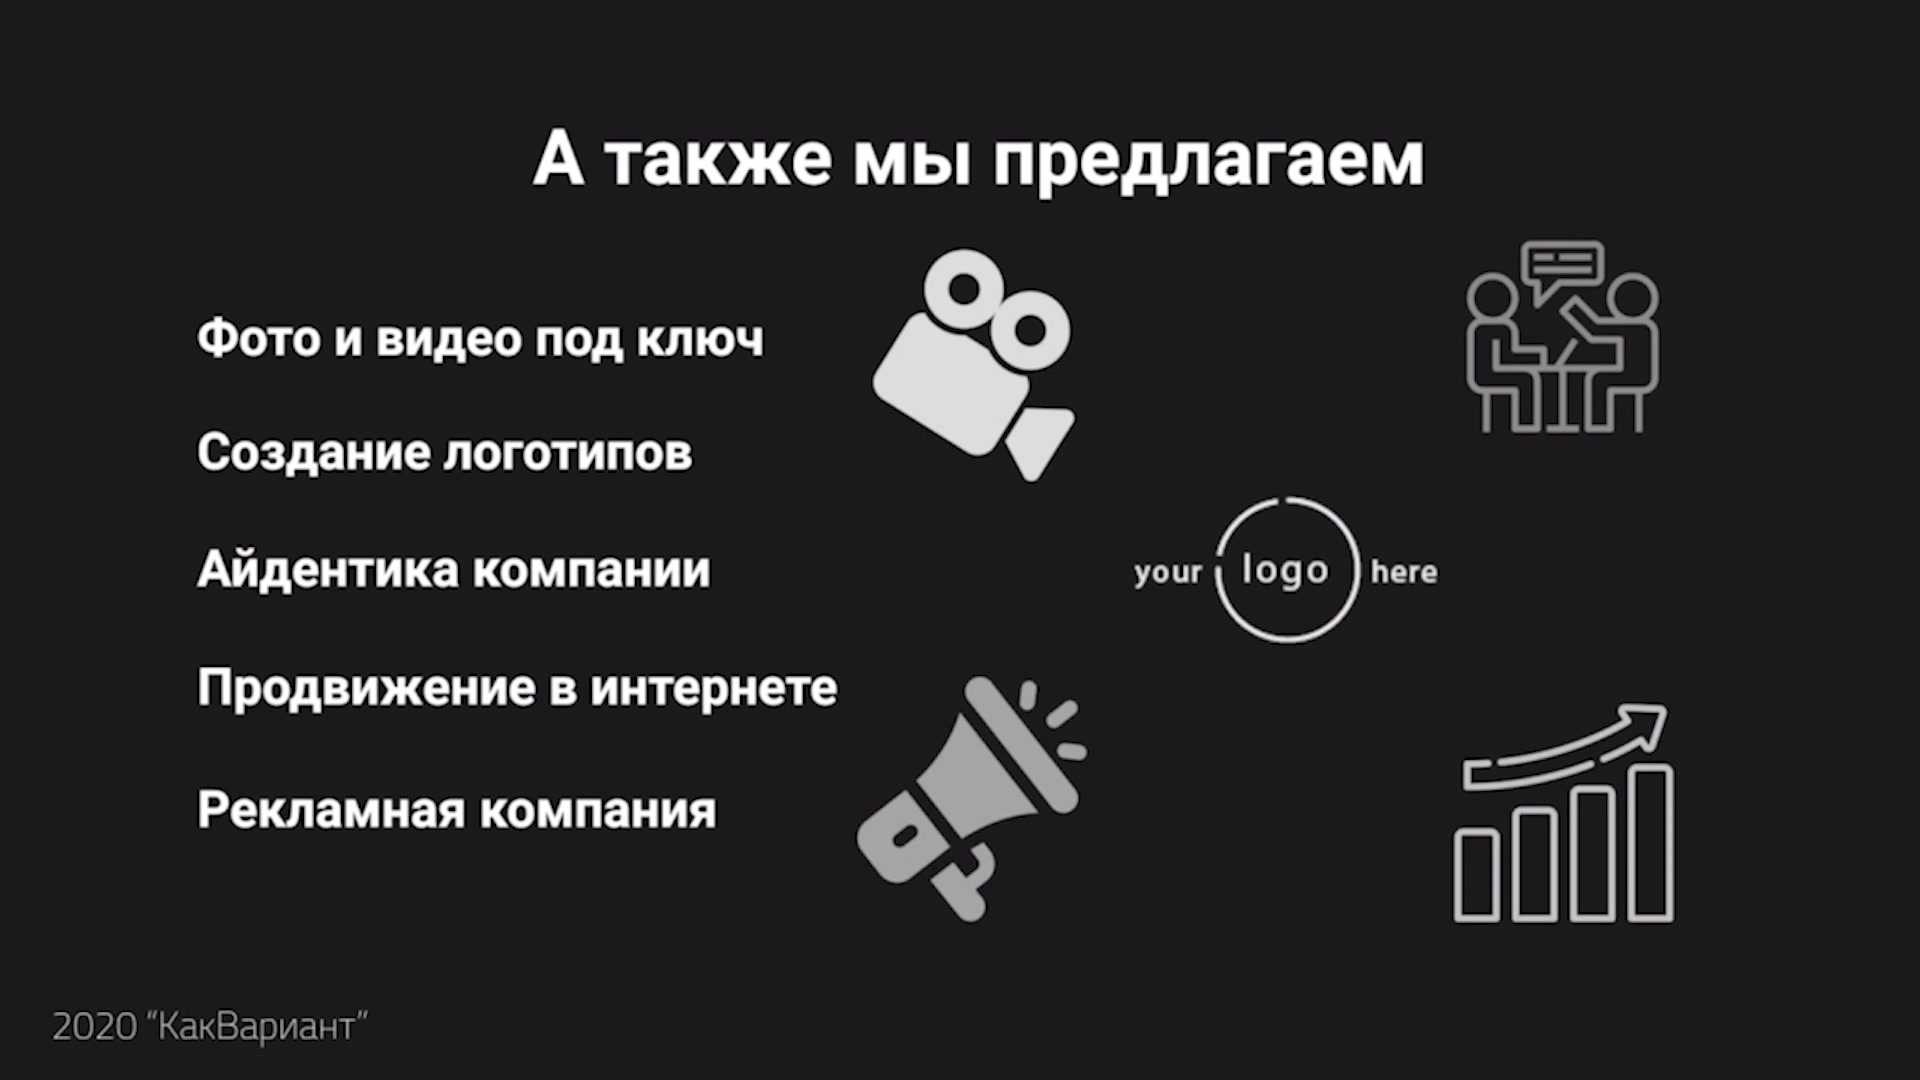 А также мы предлагаем
Фото и видео под ключ
Создание логотипов
Айдентика компании
your logo here
Продвижение в интернете
Рекламная компания
2020 “КакВариант”